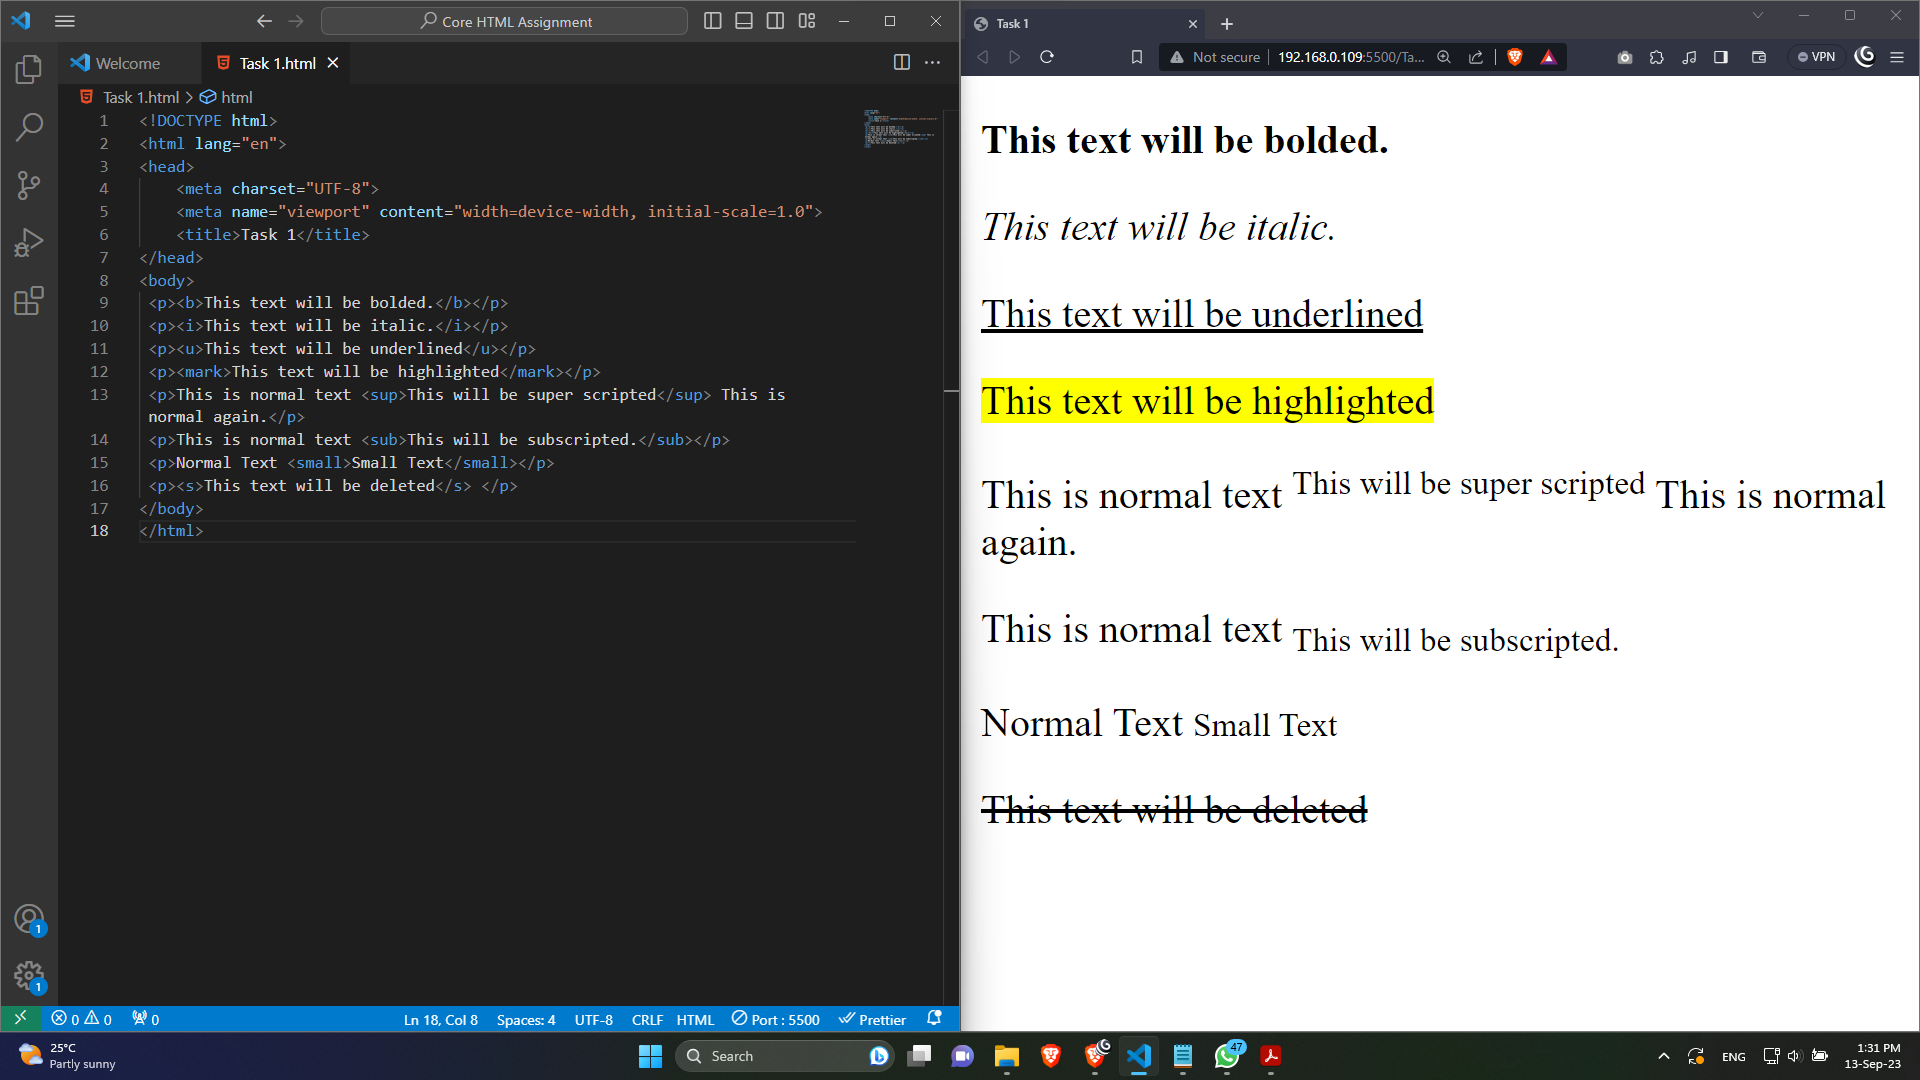 Core HTML Assignment
Welcome
Task 1.html
Task 1.html > html
1 <!DOCTYPE html>
2 <html lang="en">
3 <head>
4 <meta charset="UTF-8">
5 <meta name="viewport" content="width=device-width, initial-scale=1.0">
6 <title>Task 1</title>
7 </head>
8 <body>
9 <p><b>This text will be bolded.</b></p>
10 <p><i>This text will be italic.</i></p>
11 <p><u>This text will be underlined</u></p>
12 <p><mark>This text will be highlighted</mark></p>
13 <p>This is normal text <sup>This will be super scripted</sup> This is
normal again.</p>
14 <p>This is normal text <sub>This will be subscripted.</sub></p>
15 <p>Normal Text <small>Small Text</small></p>
16 <p><s>This text will be deleted</s> </p>
17 </body>
18 </html>
1
1
0 0 0 Ln 18, Col 8 Spaces: 4 UTF-8 CRLF HTML Port : 5500 Prettier
Task 1
Not secure 192.168.0.109:5500/Ta... VPN
This text will be bolded.
This text will be italic.
This text will be underlined
This text will be highlighted
This is normal text This will be super scripted This is normal
again.
This is normal text This will be subscripted.
Normal Text Small Text
This text will be deleted
25°C
Partly sunny
Search
47
ENG
1:31 PM
13-Sep-23